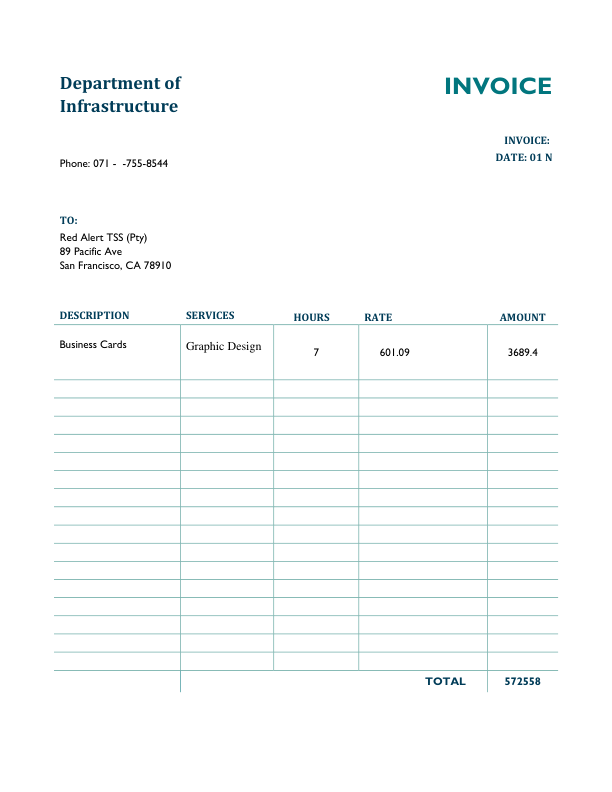 Department of
Infrastructure
INVOICE
INVOICE:
DATE: 01 N
Phone: 071 -  -755-8544
TO:
Red Alert TSS (Pty)
89 Pacific Ave
San Francisco, CA 78910
DESCRIPTION SERVICES HOURS RATE AMOUNT
Business Cards Graphic Design 7 601.09 3689.4
TOTAL 572558